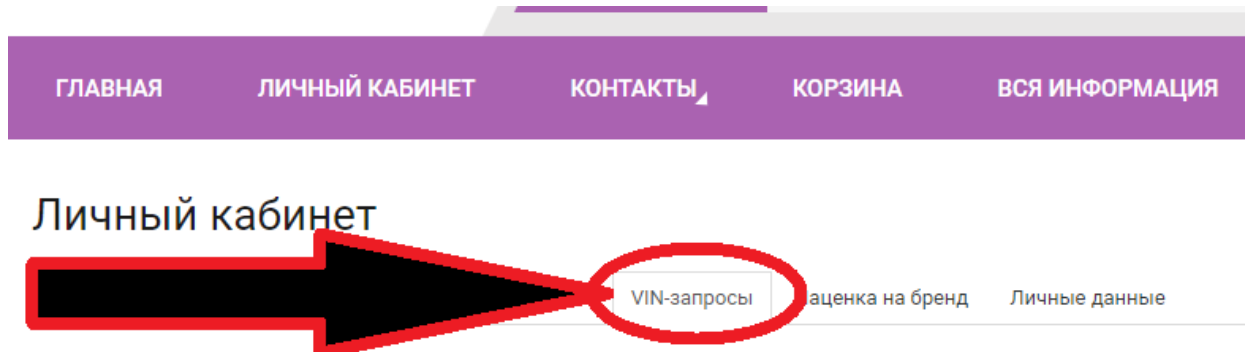 ГЛАВНАЯ ЛИЧНЫЙ КАБИНЕТ КОНТАКТЫ КОРЗИНА ВСЯ ИНФОРМАЦИЯ
Личный кабинет
VIN-запросы аценка на бренд Личные данные